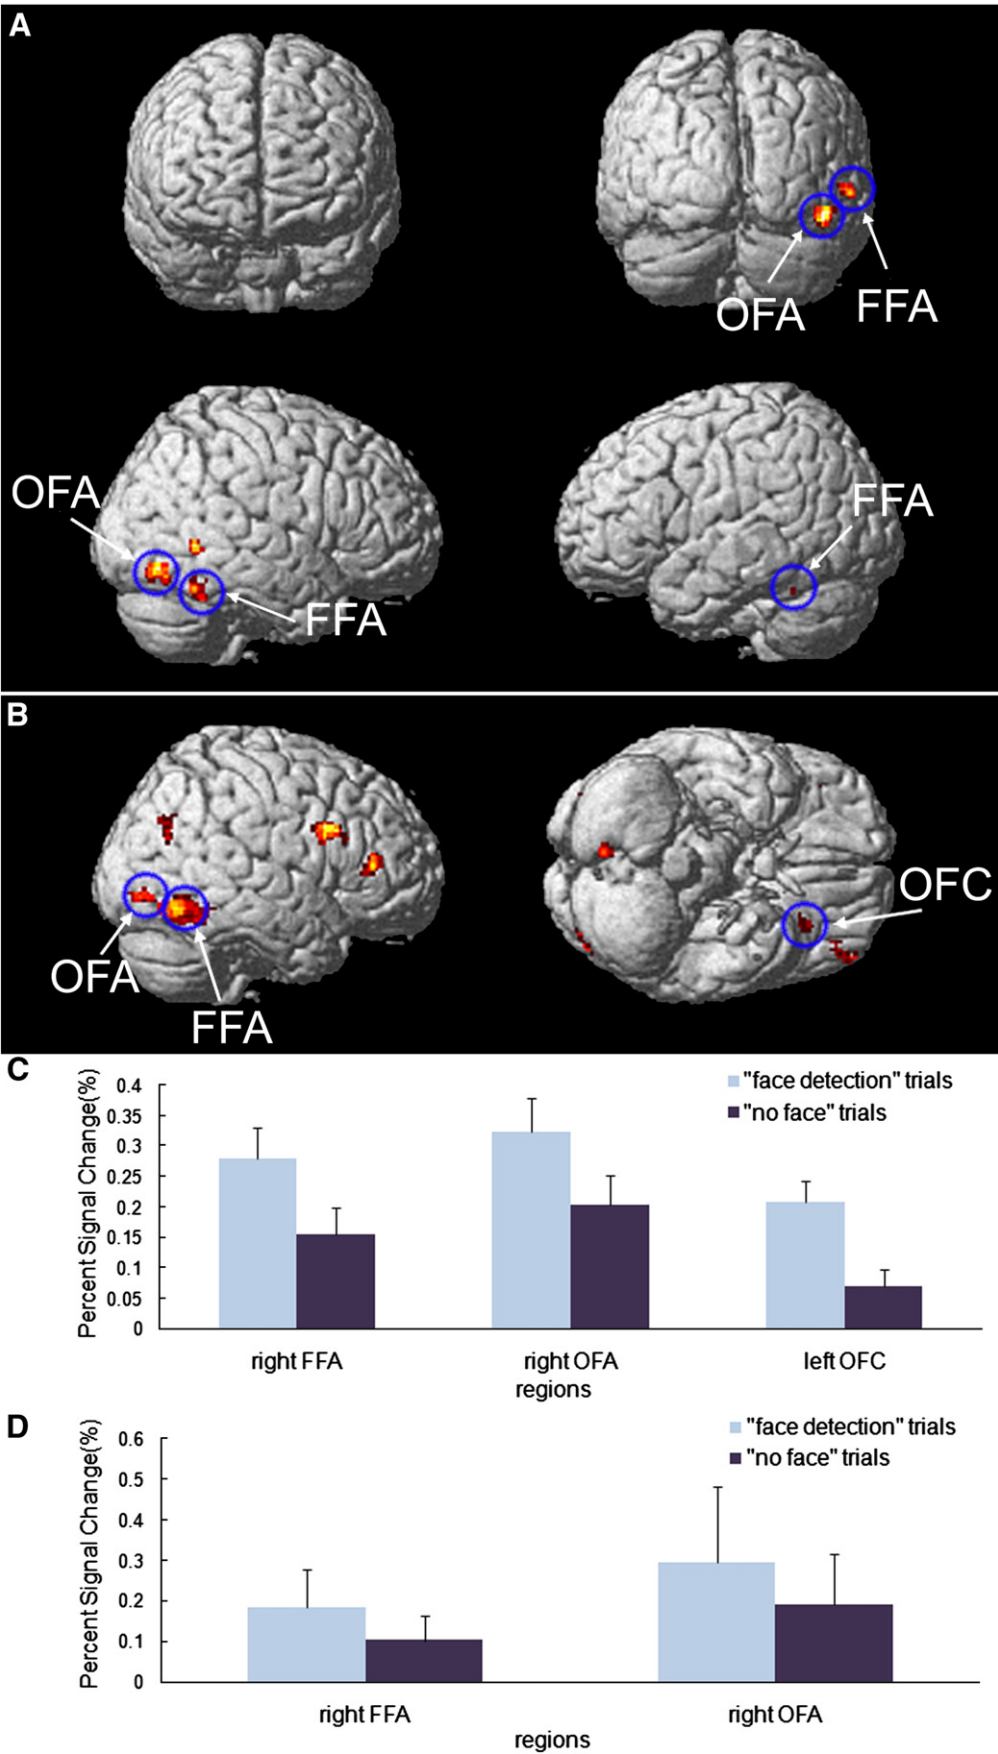 A
OFA
FFA
OFA
FFA
FFA
B
OFC
OFA
FFA
C
Percent Signal Change(%)
0.4
0.35
0.3
0.25
0.2
0.15
0.1
0.05
0
"face detection" trials
"no face" trials
right FFA
right OFA
left OFC
regions
D
Percent Signal Change(%)
0.6
0.5
0.4
0.3
0.2
0.1
0
"face detection" trials
"no face" trials
right FFA
right OFA
regions